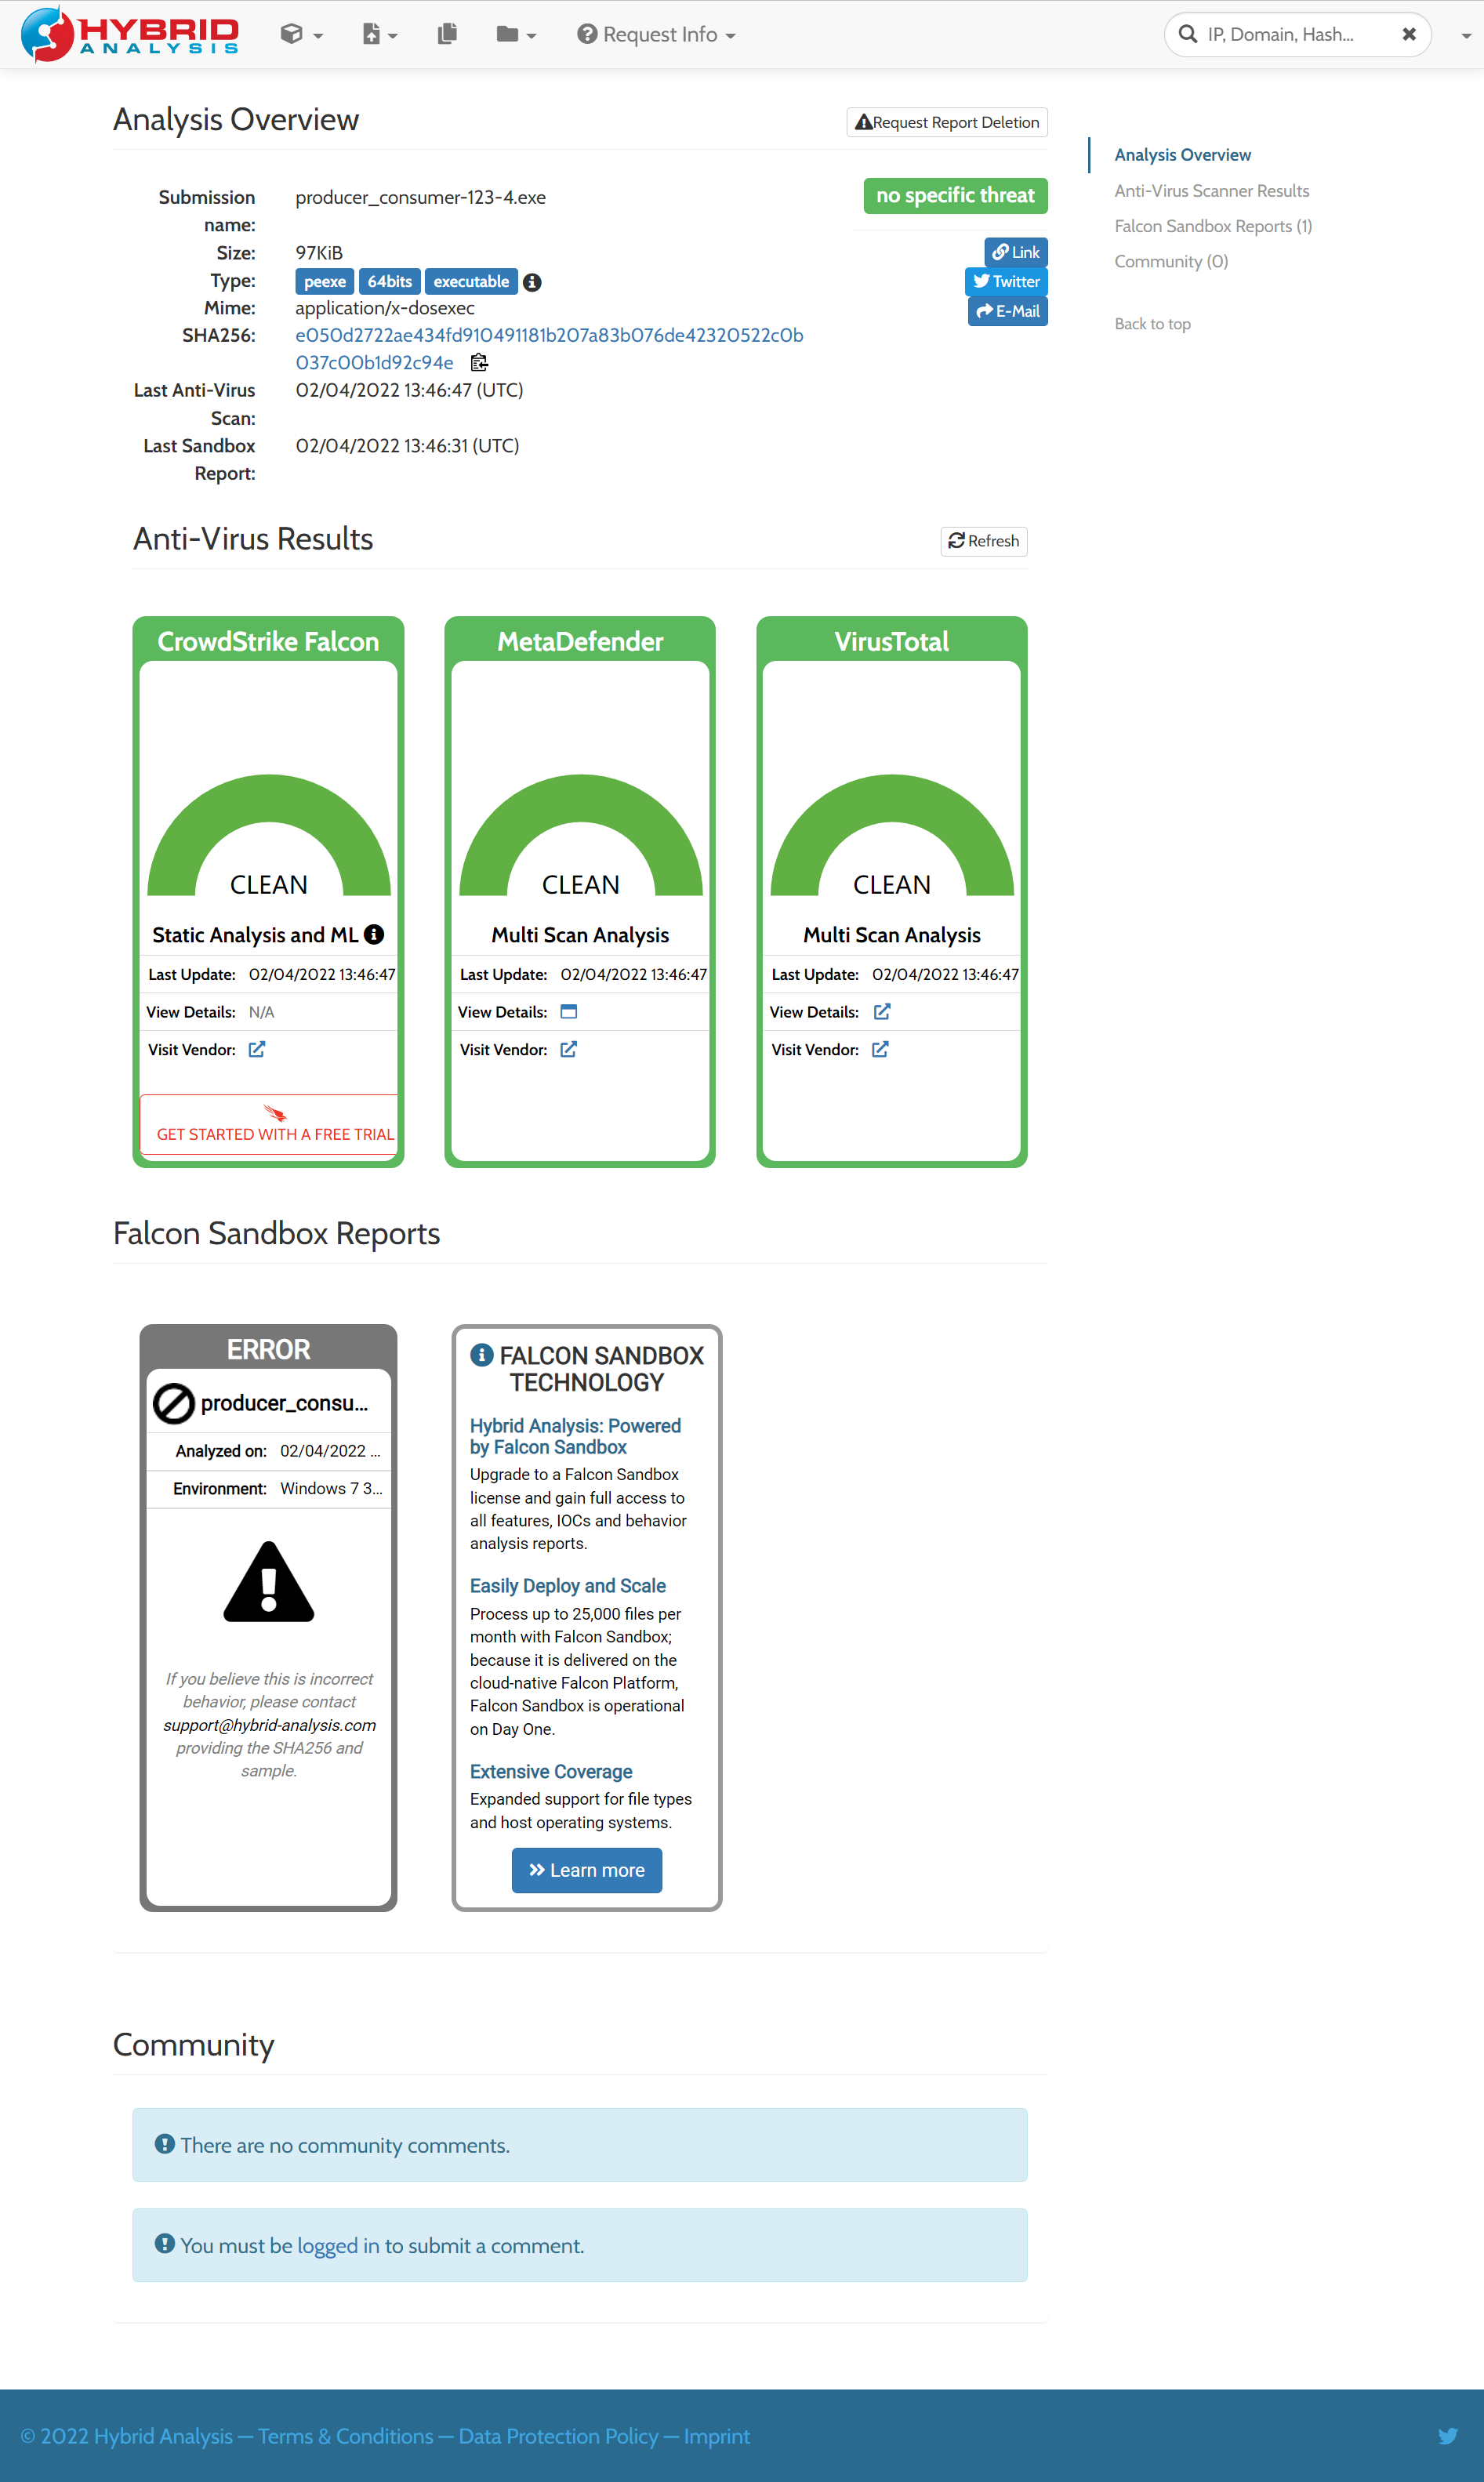 HYBRID
ANALYSIS
Request Info
IP, Domain, Hash...
Analysis Overview
Request Report Deletion
Submission name: producer_consumer-123-4.exe
Size: 97KiB
Type: peexe 64bits executable
Mime: application/x-dosexec
SHA256: e050d2722ae434fd910491181b207a83b076de42320522c0b
037c00b1d92c94e
Last Anti-Virus Scan: 02/04/2022 13:46:47 (UTC)
Last Sandbox Report: 02/04/2022 13:46:31 (UTC)
no specific threat
Link
Twitter
E-Mail
Analysis Overview
Anti-Virus Scanner Results
Falcon Sandbox Reports (1)
Community (0)
Back to top
Anti-Virus Results
Refresh
CrowdStrike Falcon
CLEAN
Static Analysis and ML
Last Update: 02/04/2022 13:46:47
View Details: N/A
Visit Vendor:
GET STARTED WITH A FREE TRIAL
MetaDefender
CLEAN
Multi Scan Analysis
Last Update: 02/04/2022 13:46:47
View Details:
Visit Vendor:
VirusTotal
CLEAN
Multi Scan Analysis
Last Update: 02/04/2022 13:46:47
View Details:
Visit Vendor:
Falcon Sandbox Reports
ERROR
producer_consu...
Analyzed on: 02/04/2022 ...
Environment: Windows 7 3...
If you believe this is incorrect
behavior, please contact
support@hybrid-analysis.com
providing the SHA256 and
sample.
FALCON SANDBOX
TECHNOLOGY
Hybrid Analysis: Powered
by Falcon Sandbox
Upgrade to a Falcon Sandbox
license and gain full access to
all features, IOCs and behavior
analysis reports.
Easily Deploy and Scale
Process up to 25,000 files per
month with Falcon Sandbox;
because it is delivered on the
cloud-native Falcon Platform,
Falcon Sandbox is operational
on Day One.
Extensive Coverage
Expanded support for file types
and host operating systems.
Learn more
Community
There are no community comments.
You must be logged in to submit a comment.
© 2022 Hybrid Analysis — Terms & Conditions — Data Protection Policy — Imprint